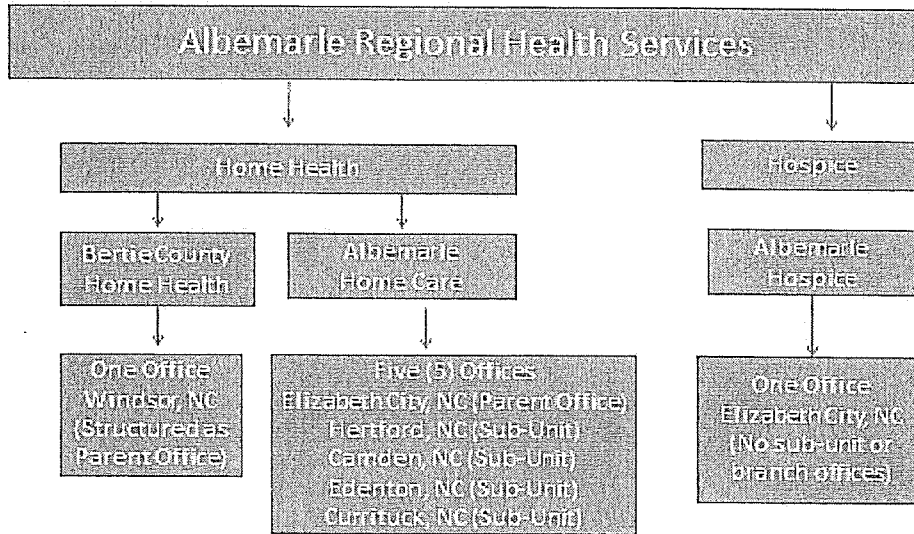 Albemarle Regional Health Services
Home Health
Hospice
Bertie County
Home Health
Albemarle
Home Care
Albemarle
Hospice
One Office
Windsor, NC
(Structured as
Parent Office)
Five (5) Offices
Elizabeth City, NC (Parent Office)
Hertford, NC (Sub-Unit)
Camden, NC (Sub-Unit)
Edenton, NC (Sub-Unit)
Currituck, NC (Sub-Unit)
One Office
Elizabeth City, NC
(No sub-unit or
branch offices)